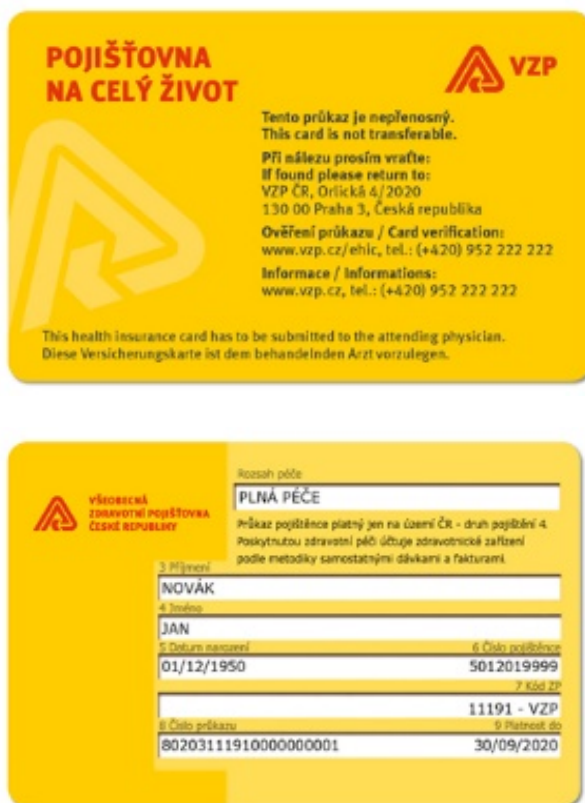 POJIŠŤOVNA
NA CELÝ ŽIVOT
VZP
Tento průkaz je nepřenosný.
This card is not transferable.
Při nálezu prosím vraťte:
If found please return to:
VZP ČR, Orlická 4/2020
130 00 Praha 3, Česká republika
Ověření průkazu / Card verification:
www.vzp.cz/ehic, tel.: (+420) 952 222 222
Informace / Informations:
www.vzp.cz, tel.: (+420) 952 222 222
This health insurance card has to be submitted to the attending physician.
Diese Versicherungskarte ist dem behandelnden Arzt vorzulegen.
VŠEOBECNÁ
ZDRAVOTNÍ POJIŠŤOVNA
ČESKÉ REPUBLIKY
Rozsah péče
PLNÁ PÉČE
Průkaz pojištěnce platný jen na území ČR - druh pojištění 4.
Poskytnutou zdravotní péči účtuje zdravotnické zařízení
podle metodiky samostatnými dávkami a fakturami.
3 Příjmení
NOVÁK
4 Jméno
JAN
5 Datum narození 6 Číslo pojištěnce
01/12/1950 5012019999
7 Kód ZP
11191 - VZP
8 Číslo průkazu 9 Platnost do
80203111910000000001 30/09/2020